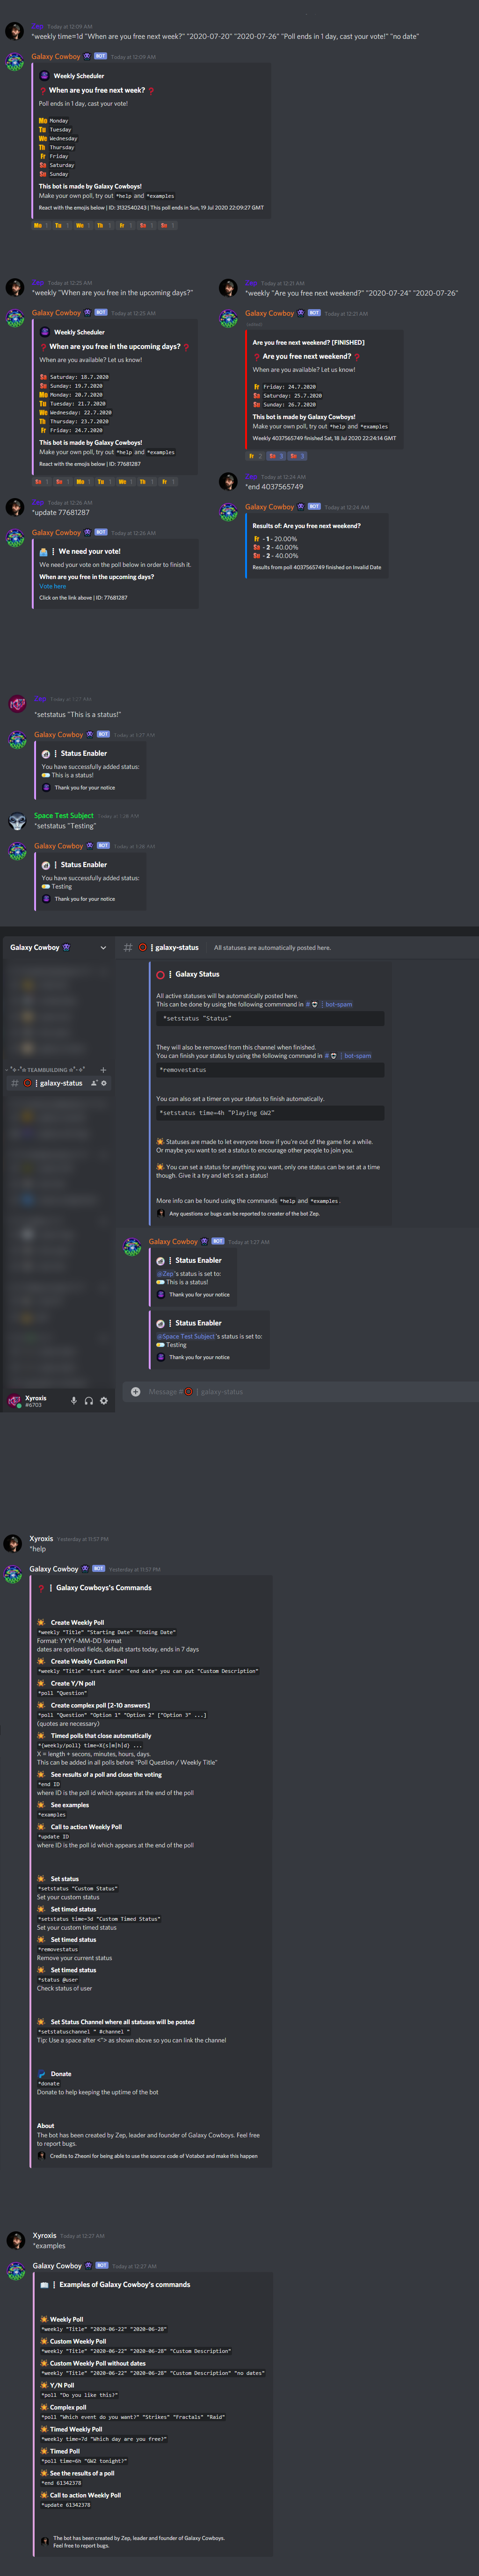 Zep Today at 12:09 AM
*weekly time=1d "When are you free next week?" "2020-07-20" "2020-07-26" "Poll ends in 1 day, cast your vote!" "no date"
Galaxy Cowboy BOT Today at 12:09 AM
Weekly Scheduler
When are you free next week?
Poll ends in 1 day, cast your vote!
Mo Monday
Tu Tuesday
We Wednesday
Th Thursday
Fr Friday
Sa Saturday
Su Sunday
This bot is made by Galaxy Cowboys!
Make your own poll, try out *help and *examples
React with the emojis below | ID: 3132540243 | This poll ends in Sun, 19 Jul 2020 22:09:27 GMT
Mo 1 Tu 1 We 1 Th 1 Fr 1 Sa 1 Su 1
Zep Today at 12:25 AM
*weekly "When are you free in the upcoming days?"
Galaxy Cowboy BOT Today at 12:25 AM
Weekly Scheduler
When are you free in the upcoming days?
When are you available? Let us know!
Sa Saturday: 18.7.2020
Su Sunday: 19.7.2020
Mo Monday: 20.7.2020
Tu Tuesday: 21.7.2020
We Wednesday: 22.7.2020
Th Thursday: 23.7.2020
Fr Friday: 24.7.2020
This bot is made by Galaxy Cowboys!
Make your own poll, try out *help and *examples
React with the emojis below | ID: 77681287
Sa 1 Su 1 Mo 1 Tu 1 We 1 Th 1 Fr 1
Zep Today at 12:26 AM
*update 77681287
Galaxy Cowboy BOT Today at 12:26 AM
We need your vote!
We need your vote on the poll below in order to finish it.
When are you free in the upcoming days?
Vote here
Click on the link above | ID: 77681287
Zep Today at 12:21 AM
*weekly "Are you free next weekend?" "2020-07-24" "2020-07-26"
Galaxy Cowboy BOT Today at 12:21 AM
(edited)
Are you free next weekend? [FINISHED]
Are you free next weekend?
When are you available? Let us know!
Fr Friday: 24.7.2020
Sa Saturday: 25.7.2020
Su Sunday: 26.7.2020
This bot is made by Galaxy Cowboys!
Make your own poll, try out *help and *examples
Weekly 4037565749 finished Sat, 18 Jul 2020 22:24:14 GMT
Fr 2 Sa 3 Su 3
Zep Today at 12:24 AM
*end 4037565749
Galaxy Cowboy BOT Today at 12:24 AM
Results of: Are you free next weekend?
Fr - 1 - 20.00%
Sa - 2 - 40.00%
Su - 2 - 40.00%
Results from poll 4037565749 finished on Invalid Date
Zep Today at 1:27 AM
*setstatus "This is a status!"
Galaxy Cowboy BOT Today at 1:27 AM
Status Enabler
You have successfully added status:
This is a status!
Thank you for your notice
Space Test Subject Today at 1:28 AM
*setstatus "Testing"
Galaxy Cowboy BOT Today at 1:28 AM
Status Enabler
You have successfully added status:
Testing
Thank you for your notice
Galaxy Cowboy
TEAMBUILDING
# galaxy-status
Xyroxis
#6703
# galaxy-status All statuses are automatically posted here.
Galaxy Status
All active statuses will be automatically posted here.
This can be done by using the following commmand in # | bot-spam
*setstatus "Status"
They will also be removed from this channel when finished.
You can finish your status by using the following command in # | bot-spam
*removestatus
You can also set a timer on your status to finish automatically.
*setstatus time=4h "Playing GW2"
Statuses are made to let everyone know if you're out of the game for a while.
Or maybe you want to set a status to encourage other people to join you.
You can set a status for anything you want, only one status can be set at a time
though. Give it a try and let's set a status!
More info can be found using the commands *help and *examples.
Any questions or bugs can be reported to creater of the bot Zep.
Galaxy Cowboy BOT Today at 1:27 AM
Status Enabler
@Zep's status is set to:
This is a status!
Thank you for your notice
Status Enabler
@Space Test Subject's status is set to:
Testing
Thank you for your notice
Message # | galaxy-status
Xyroxis Yesterday at 11:57 PM
*help
Galaxy Cowboy BOT Yesterday at 11:57 PM
Galaxy Cowboys's Commands
Create Weekly Poll
*weekly "Title" "Starting Date" "Ending Date"
Format: YYYY-MM-DD format
dates are optional fields, default starts today, ends in 7 days
Create Weekly Custom Poll
*weekly "Title" "start date" "end date" you can put "Custom Description"
Create Y/N poll
*poll "Question"
Create complex poll [2-10 answers]
*poll "Question" "Option 1" "Option 2" ["Option 3" ...]
(quotes are necessary)
Timed polls that close automatically
*{weekly/poll} time=X{s|m|h|d} ...
X = length + secons, minutes, hours, days.
This can be added in all polls before "Poll Question / Weekly Title"
See results of a poll and close the voting
*end ID
where ID is the poll id which appears at the end of the poll
See examples
*examples
Call to action Weekly Poll
*update ID
where ID is the poll id which appears at the end of the poll
Set status
*setstatus "Custom Status"
Set your custom status
Set timed status
*setstatus time=3d "Custom Timed Status"
Set your custom timed status
Set timed status
*removestatus
Remove your current status
Set timed status
*status @user
Check status of user
Set Status Channel where all statuses will be posted
*setstatuschannel " #channel "
Tip: Use a space after <"> as shown above so you can link the channel
Donate
*donate
Donate to help keeping the uptime of the bot
About
The bot has been created by Zep, leader and founder of Galaxy Cowboys. Feel free
to report bugs.
Credits to Zheoni for being able to use the source code of Votabot and make this happen
Xyroxis Today at 12:27 AM
*examples
Galaxy Cowboy BOT Today at 12:27 AM
Examples of Galaxy Cowboy's commands
Weekly Poll
*weekly "Title" "2020-06-22" "2020-06-28"
Custom Weekly Poll
*weekly "Title" "2020-06-22" "2020-06-28" "Custom Description"
Custom Weekly Poll without dates
*weekly "Title" "2020-06-22" "2020-06-28" "Custom Description" "no dates"
Y/N Poll
*poll "Do you like this?"
Complex poll
*poll "Which event do you want?" "Strikes" "Fractals" "Raid"
Timed Weekly Poll
*weekly time=7d "Which day are you free?"
Timed Poll
*poll time=6h "GW2 tonight?"
See the results of a poll
*end 61342378
Call to action Weekly Poll
*update 61342378
The bot has been created by Zep, leader and founder of Galaxy Cowboys.
Feel free to report bugs.